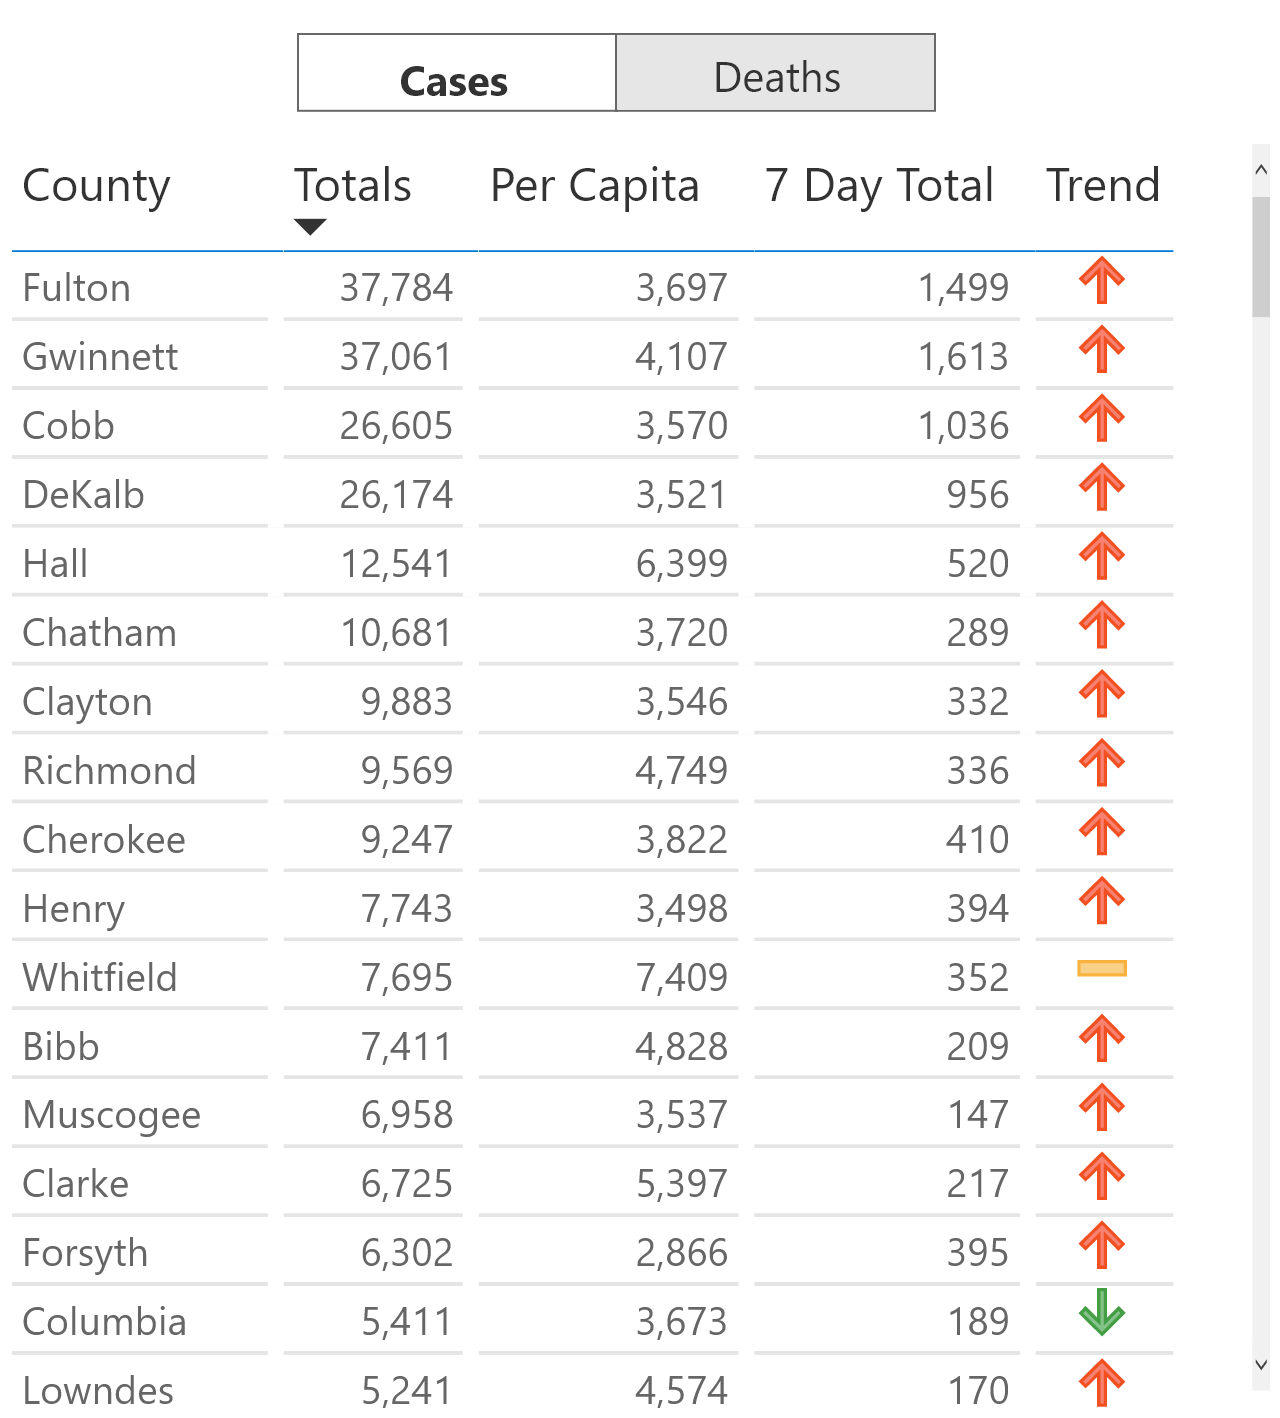 Cases Deaths
County Totals Per Capita 7 Day Total Trend
Fulton 37,784 3,697 1,499
Gwinnett 37,061 4,107 1,613
Cobb 26,605 3,570 1,036
DeKalb 26,174 3,521 956
Hall 12,541 6,399 520
Chatham 10,681 3,720 289
Clayton 9,883 3,546 332
Richmond 9,569 4,749 336
Cherokee 9,247 3,822 410
Henry 7,743 3,498 394
Whitfield 7,695 7,409 352
Bibb 7,411 4,828 209
Muscogee 6,958 3,537 147
Clarke 6,725 5,397 217
Forsyth 6,302 2,866 395
Columbia 5,411 3,673 189
Lowndes 5,241 4,574 170